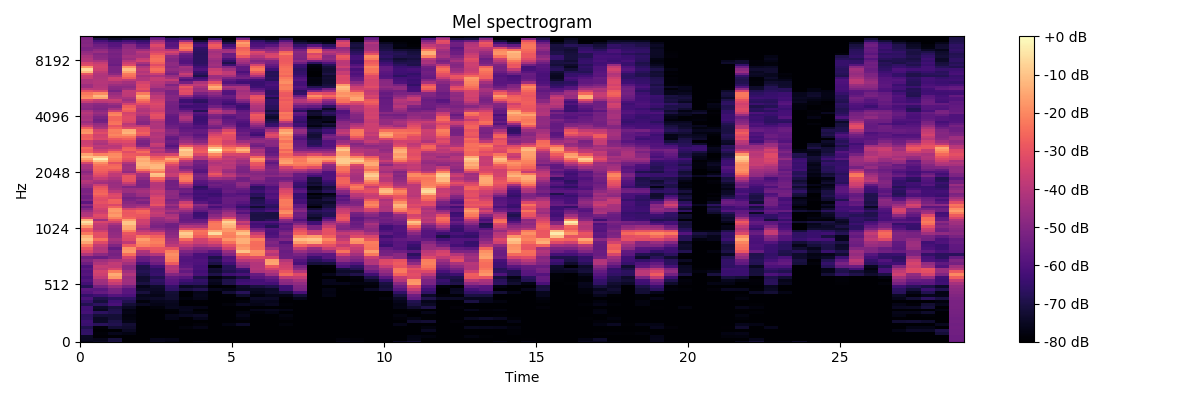 Mel spectrogram
Hz
8192
4096
2048
1024
512
0
0 5 10 15 20 25
Time
+0 dB
-10 dB
-20 dB
-30 dB
-40 dB
-50 dB
-60 dB
-70 dB
-80 dB